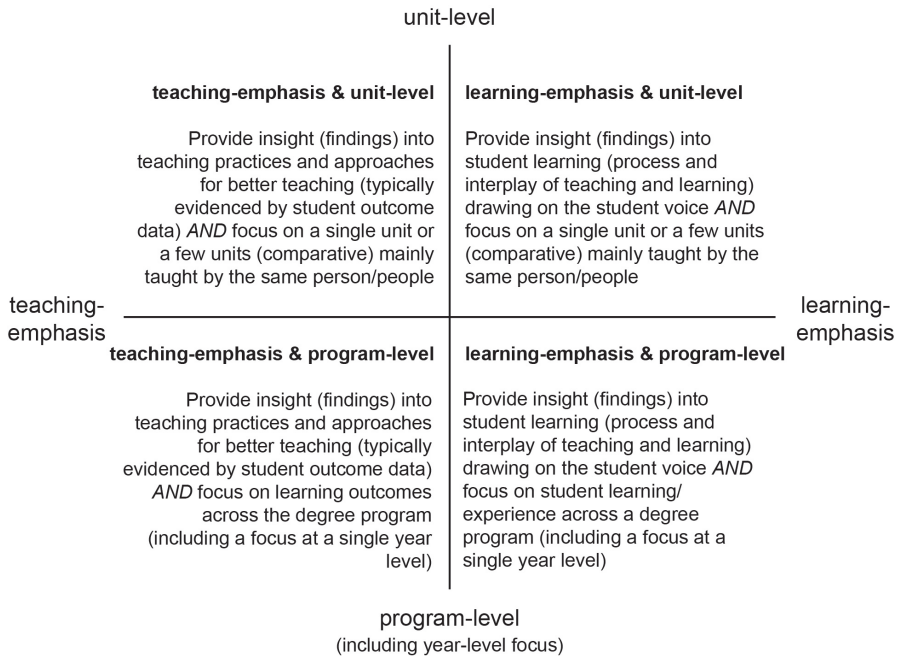 unit-level
teaching-emphasis & unit-level
Provide insight (findings) into
teaching practices and approaches
for better teaching (typically
evidenced by student outcome
data) AND focus on a single unit or
a few units (comparative) mainly
taught by the same person/people
learning-emphasis & unit-level
Provide insight (findings) into
student learning (process and
interplay of teaching and learning)
drawing on the student voice AND
focus on a single unit or a few units
(comparative) mainly taught by the
same person/people
teaching-
emphasis
learning-
emphasis
teaching-emphasis & program-level
Provide insight (findings) into
teaching practices and approaches
for better teaching (typically
evidenced by student outcome data)
AND focus on learning outcomes
across the degree program
(including a focus at a single year
level)
learning-emphasis & program-level
Provide insight (findings) into
student learning (process and
interplay of teaching and learning)
drawing on the student voice AND
focus on student learning/
experience across a degree
program (including a focus at a
single year level)
program-level
(including year-level focus)